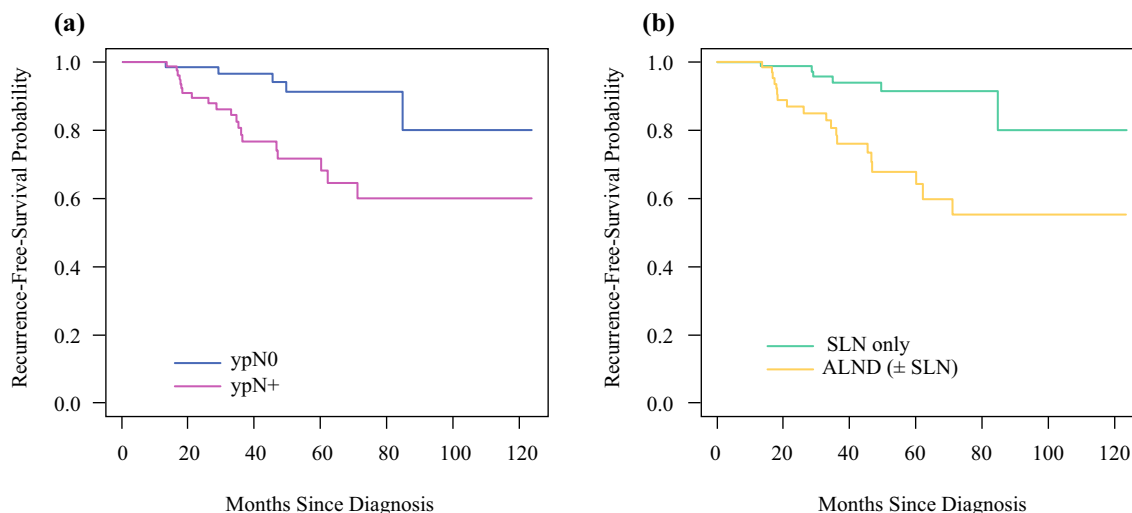 (a)
Recurrence-Free-Survival Probability
1.0
0.8
0.6
0.4
0.2
0.0
ypN0
ypN+
0 20 40 60 80 100 120
Months Since Diagnosis
(b)
Recurrence-Free-Survival Probability
1.0
0.8
0.6
0.4
0.2
0.0
SLN only
ALND (± SLN)
0 20 40 60 80 100 120
Months Since Diagnosis